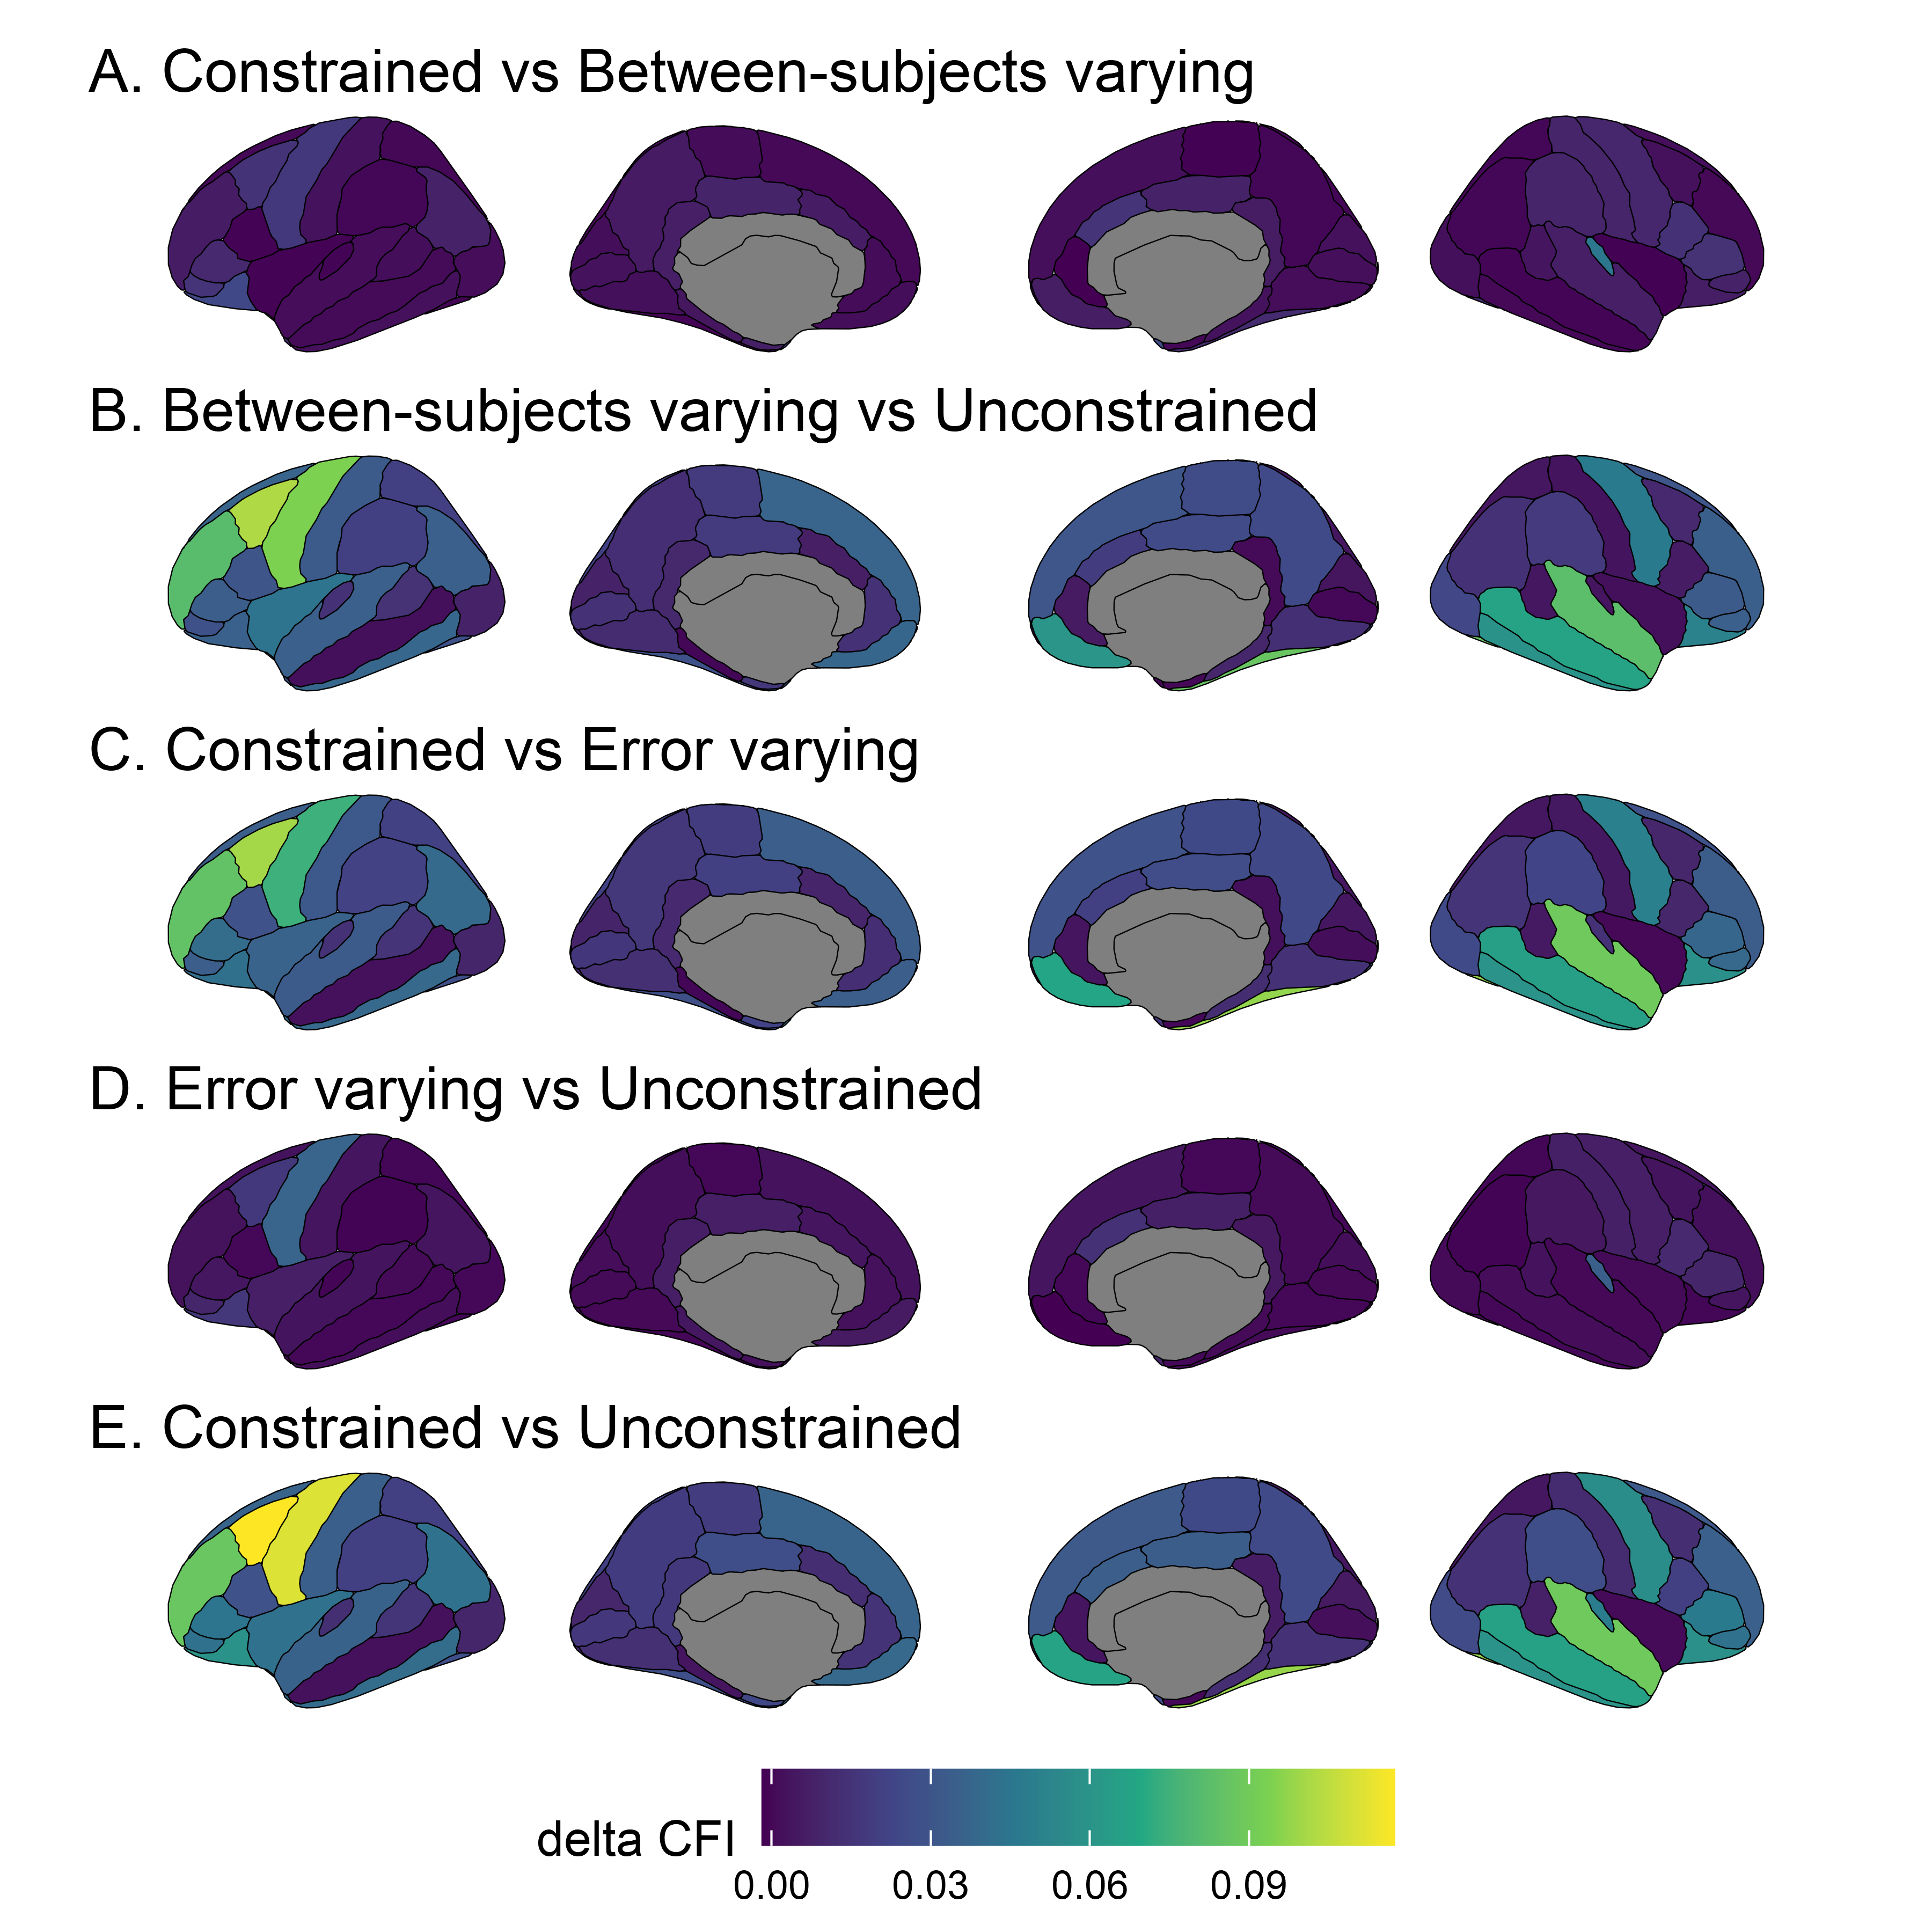 A. Constrained vs Between-subjects varying
B. Between-subjects varying vs Unconstrained
C. Constrained vs Error varying
D. Error varying vs Unconstrained
E. Constrained vs Unconstrained
delta CFI
0.00 0.03 0.06 0.09